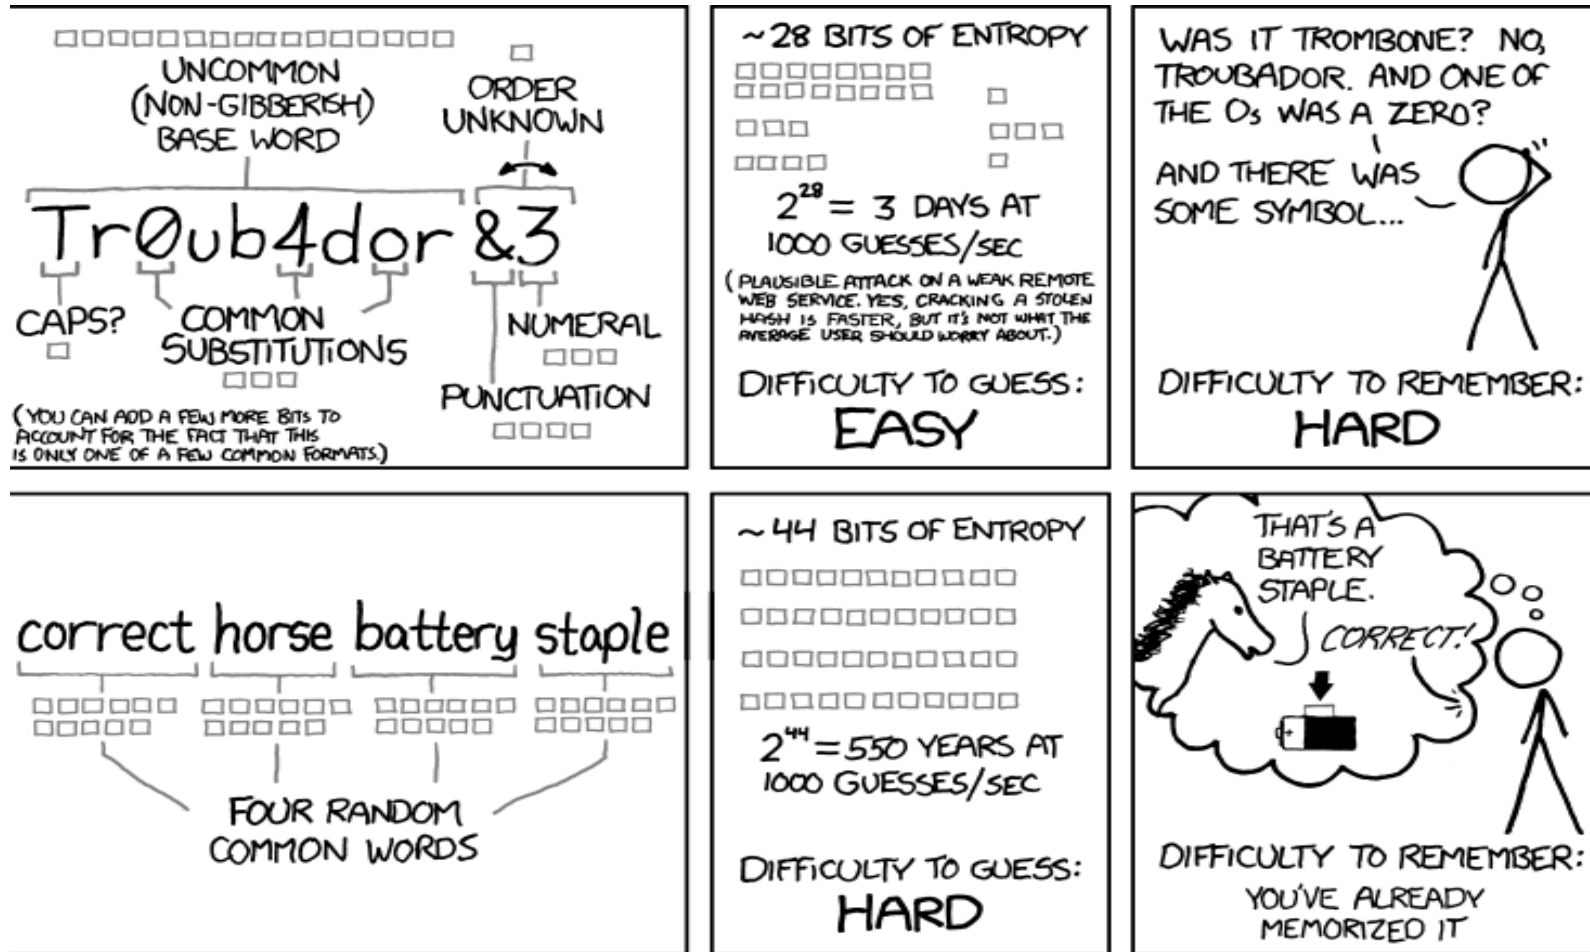 UNCOMMON
(NON-GIBBERISH)
BASE WORD
ORDER
UNKNOWN
Tr0ub4dor &3
CAPS?
COMMON
SUBSTITUTIONS
NUMERAL
PUNCTUATION
(YOU CAN ADD A FEW MORE BITS TO
ACCOUNT FOR THE FACT THAT THIS
IS ONLY ONE OF A FEW COMMON FORMATS.)
~28 BITS OF ENTROPY
2²⁸ = 3 DAYS AT
1000 GUESSES/SEC
(PLAUSIBLE ATTACK ON A WEAK REMOTE
WEB SERVICE. YES, CRACKING A STOLEN
HASH IS FASTER, BUT IT'S NOT WHAT THE
AVERAGE USER SHOULD WORRY ABOUT.)
DIFFICULTY TO GUESS:
EASY
WAS IT TROMBONE? NO,
TROUBADOR. AND ONE OF
THE Os WAS A ZERO?
AND THERE WAS
SOME SYMBOL...
DIFFICULTY TO REMEMBER:
HARD
correct horse battery staple
FOUR RANDOM
COMMON WORDS
~44 BITS OF ENTROPY
2⁴⁴ = 550 YEARS AT
1000 GUESSES/SEC
DIFFICULTY TO GUESS:
HARD
THAT'S A
BATTERY
STAPLE.
CORRECT!
+
DIFFICULTY TO REMEMBER:
YOU'VE ALREADY
MEMORIZED IT